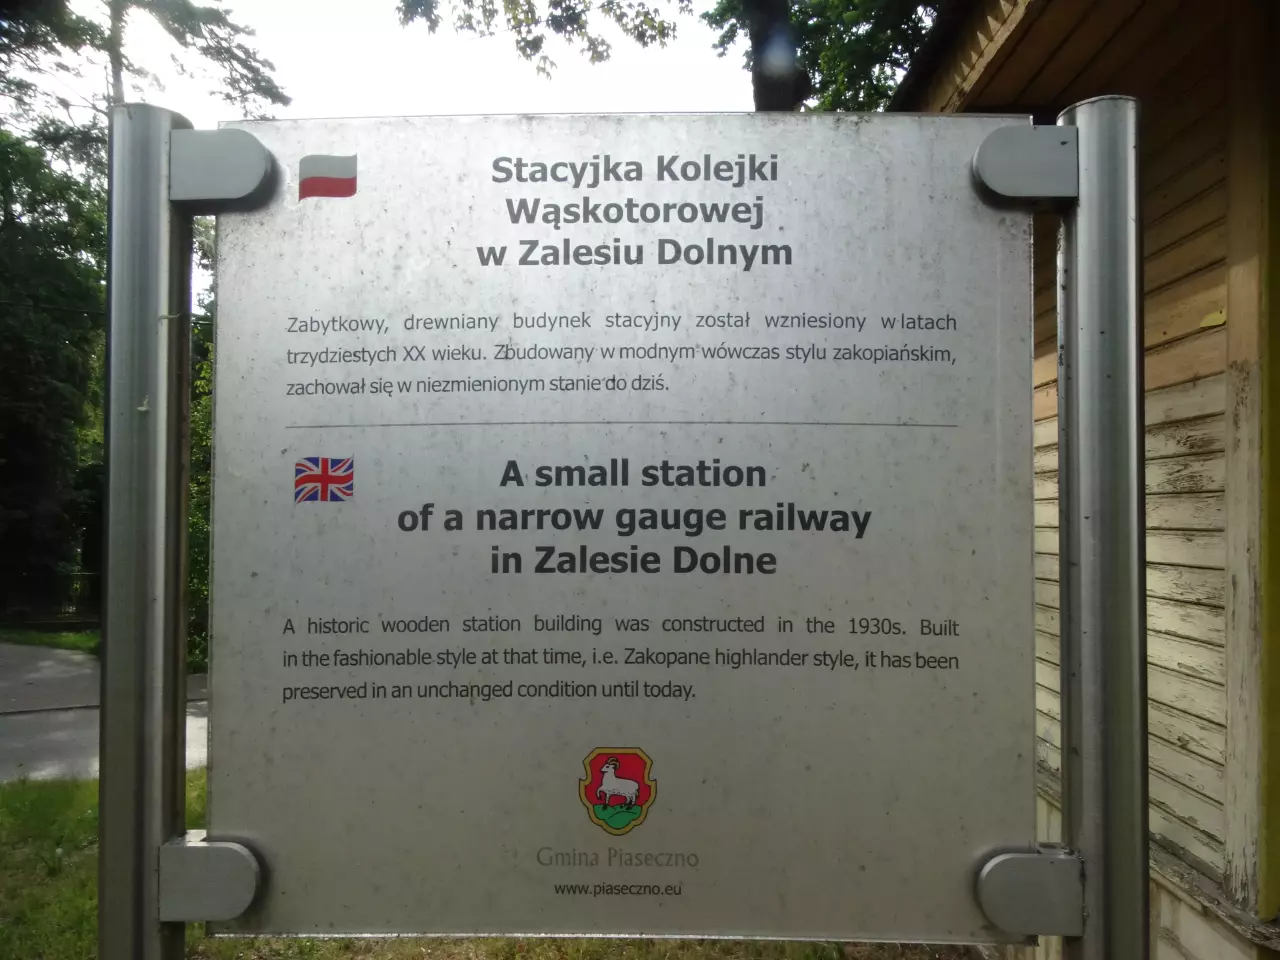 Stacyjka Kolejki
Wąskotorowej
w Zalesiu Dolnym
Zabytkowy, drewniany budynek stacyjny został wzniesiony w latach
trzydziestych XX wieku. Zbudowany w modnym wówczas stylu zakopiańskim,
zachował się w niezmienionym stanie do dziś.
A small station
of a narrow gauge railway
in Zalesie Dolne
A historic wooden station building was constructed in the 1930s. Built
in the fashionable style at that time, i.e. Zakopane highlander style, it has been
preserved in an unchanged condition until today.
Gmina Piaseczno
www.piaseczno.eu